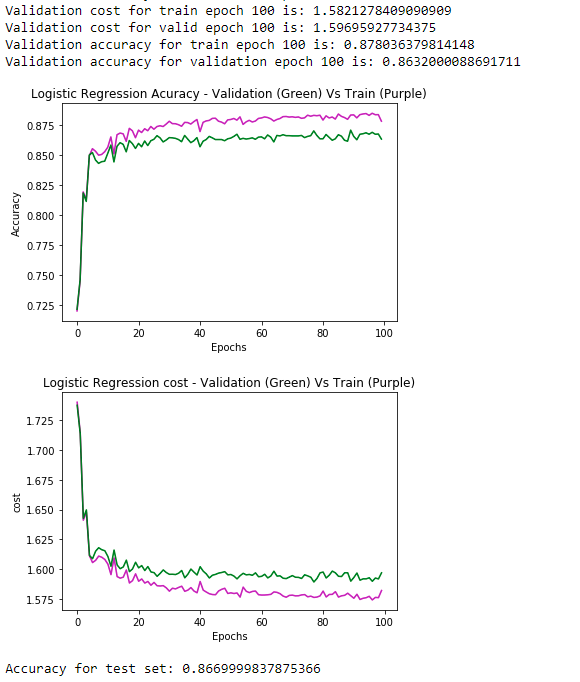 Validation cost for train epoch 100 is: 1.5821278409090909
Validation cost for valid epoch 100 is: 1.59695927734375
Validation accuracy for train epoch 100 is: 0.878036379814148
Validation accuracy for validation epoch 100 is: 0.8632000088691711
Logistic Regression Acuracy - Validation (Green) Vs Train (Purple)
0.875
0.850
0.825
0.800
0.775
0.750
0.725
Accuracy
0 20 40 60 80 100
Epochs
Logistic Regression cost - Validation (Green) Vs Train (Purple)
1.725
1.700
1.675
1.650
1.625
1.600
1.575
cost
0 20 40 60 80 100
Epochs
Accuracy for test set: 0.8669999837875366